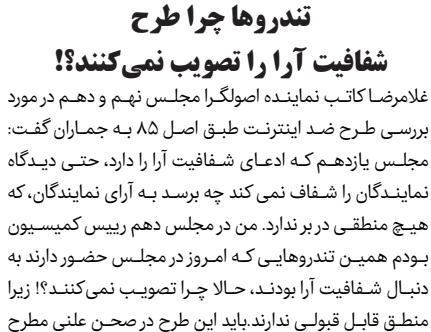 تندروها چرا طرح
شفافیت آرا را تصویب نمی‌کنند؟!
غلامرضا کاتب نماینده اصولگرا مجلس نهم و دهم در مورد
بررسی طرح ضد اینترنت طبق اصل ۸۵ به جماران گفت:
مجلس یازدهم که ادعای شفافیت آرا را دارد، حتی دیدگاه
نمایندگان را شفاف نمی کند چه برسد به آرای نمایندگان، که
هیچ منطقی در بر ندارد. من در مجلس دهم رییس کمیسیون
بودم همین تندروهایی که امروز در مجلس حضور دارند به
دنبال شفافیت آرا بودند، حالا چرا تصویب نمی‌کنند؟! زیرا
منطق قابل قبولی ندارند.باید این طرح در صحن علنی مطرح